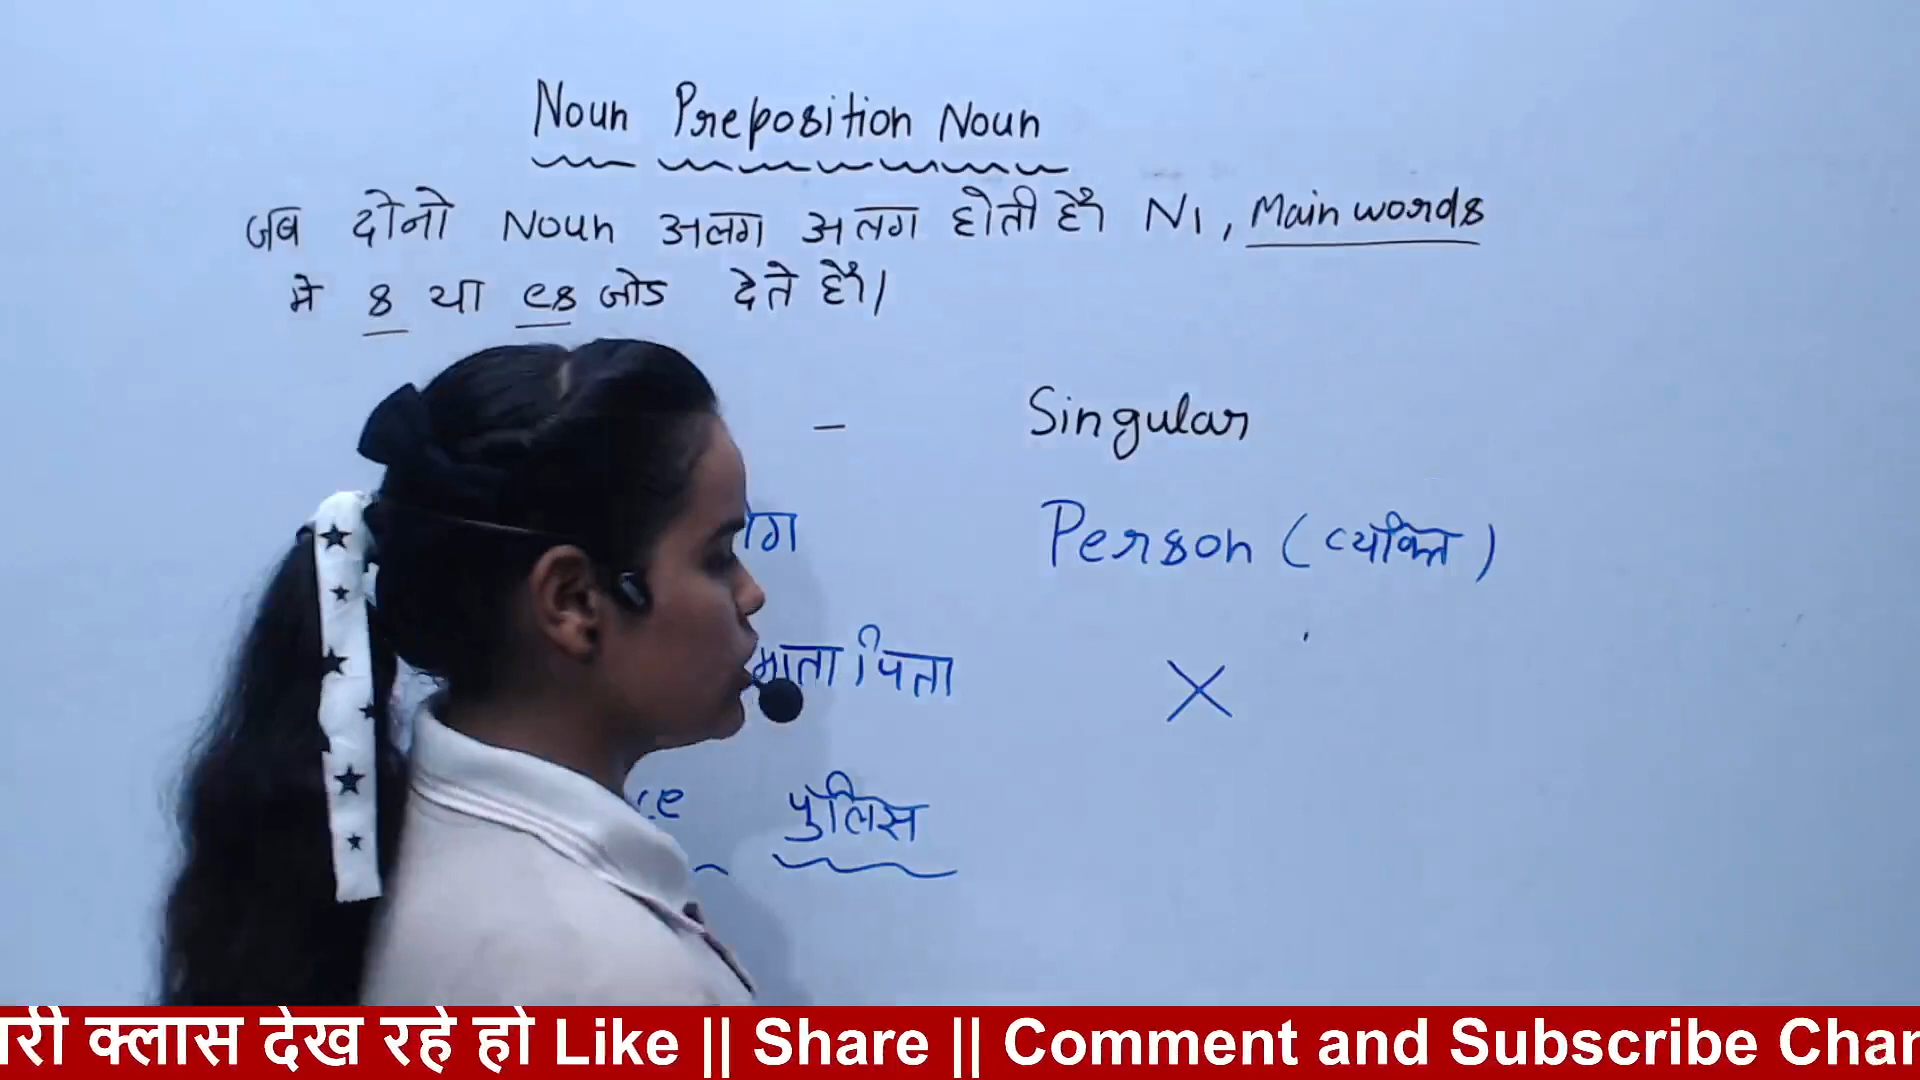 Noun Preposition Noun
जब दोनो Noun अलग अलग होती हैं N1, Main words
मे s या es जोड देते हैं।
- Singular
Person (व्यक्ति)
माता पिता ×
पुलिस
री क्लास देख रहे हो Like || Share || Comment and Subscribe Char